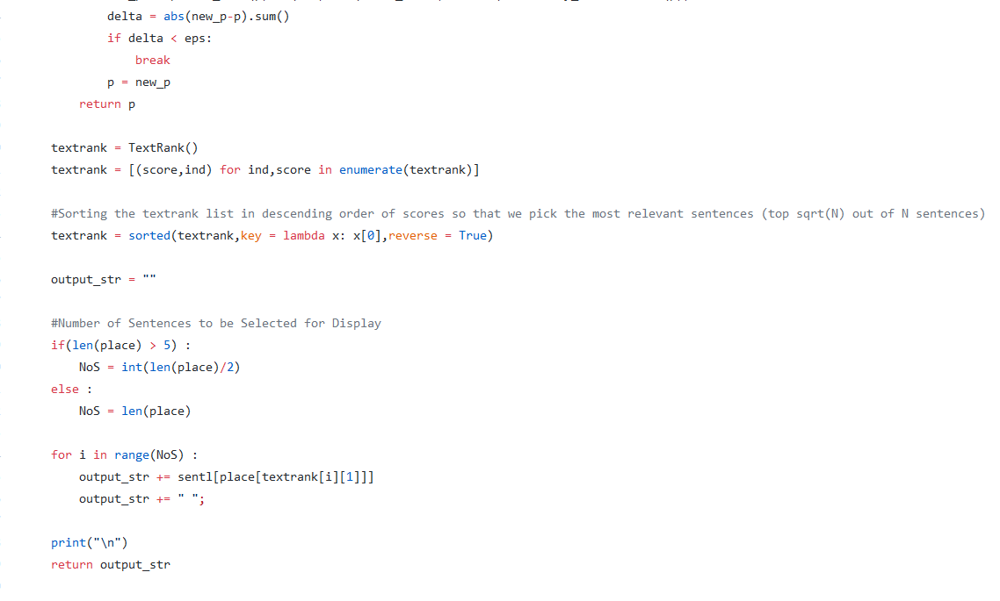 delta = abs(new_p-p).sum()
if delta < eps:
break
p = new_p
return p
textrank = TextRank()
textrank = [(score,ind) for ind,score in enumerate(textrank)]
#Sorting the textrank list in descending order of scores so that we pick the most relevant sentences (top sqrt(N) out of N sentences)
textrank = sorted(textrank,key = lambda x: x[0],reverse = True)
output_str = ""
#Number of Sentences to be Selected for Display
if(len(place) > 5) :
NoS = int(len(place)/2)
else :
NoS = len(place)
for i in range(NoS) :
output_str += sentl[place[textrank[i][1]]]
output_str += " ";
print("\n")
return output_str